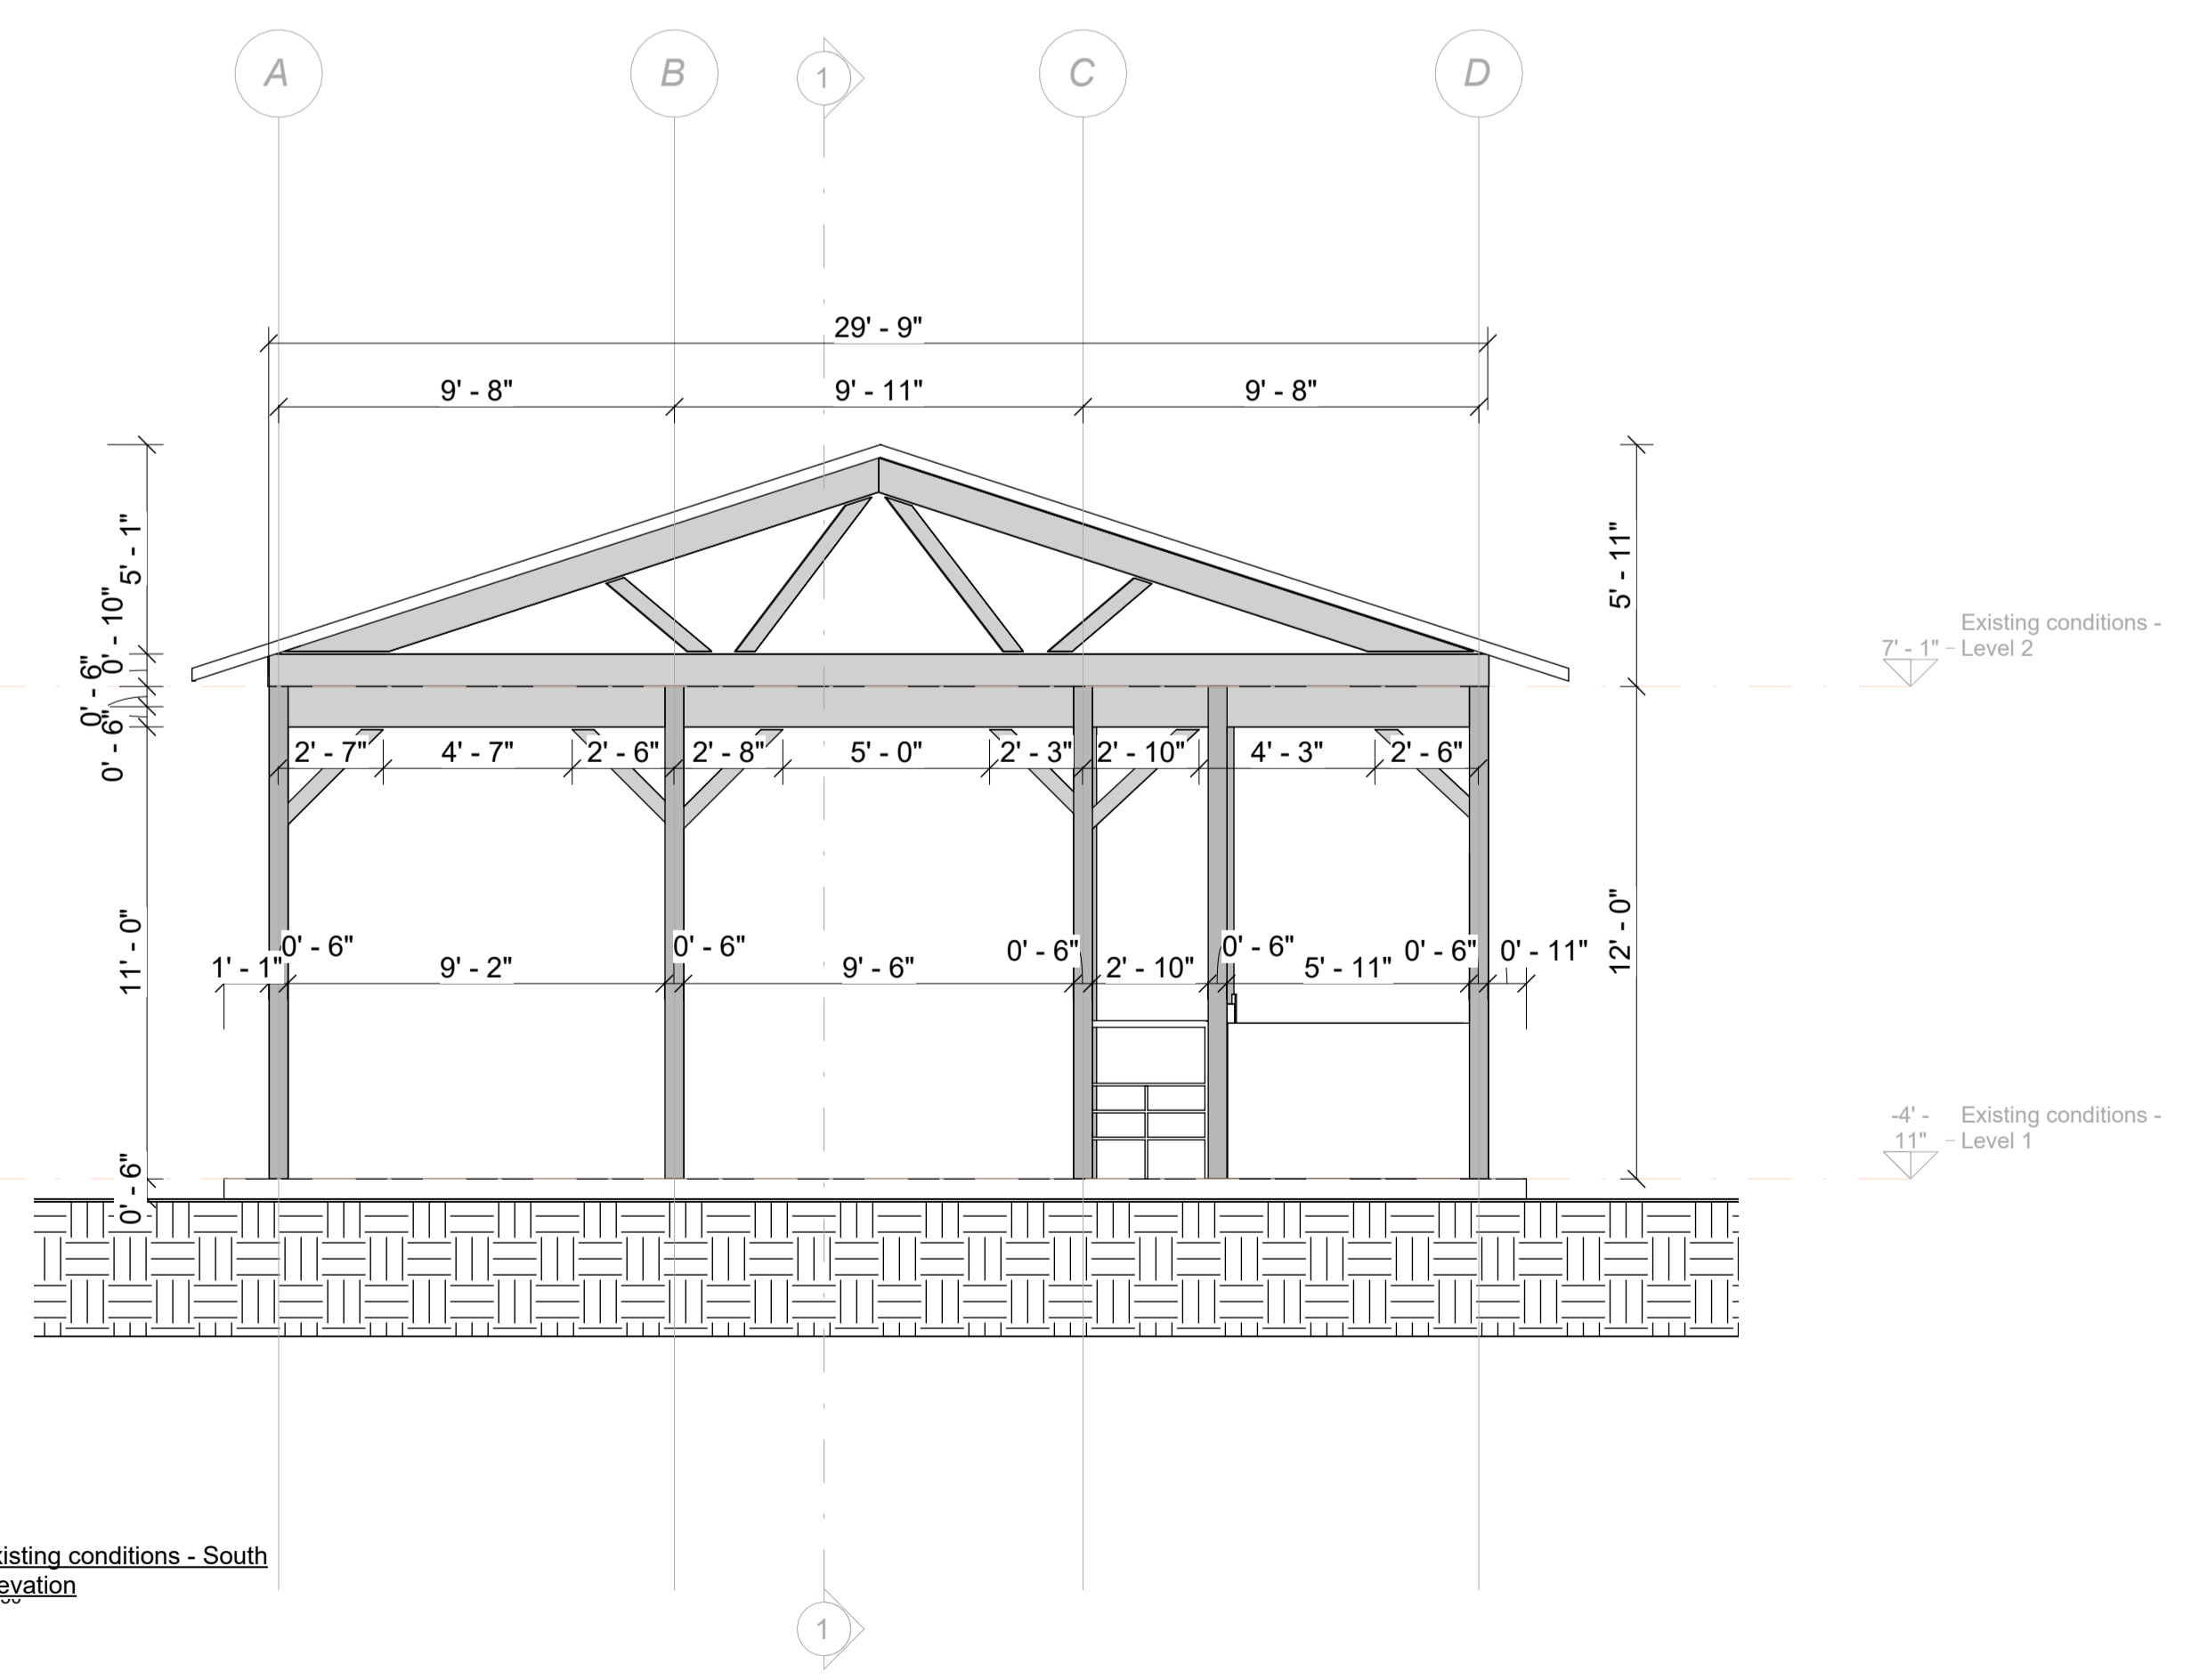 A
B
1
C
D
29' - 9"
9' - 8"
9' - 11"
9' - 8"
5' - 1"
0' - 10"
0' - 6"
0' - 6"
11' - 0"
0' - 6"
5' - 11"
12' - 0"
Existing conditions -
7' - 1"
Level 2
2' - 7"
4' - 7"
2' - 6"
2' - 8"
5' - 0"
2' - 3"
2' - 10"
4' - 3"
2' - 6"
1' - 1"
0' - 6"
9' - 2"
0' - 6"
9' - 6"
0' - 6"
2' - 10"
0' - 6"
5' - 11"
0' - 6"
0' - 11"
-4' -
11"
Existing conditions -
Level 1
xisting conditions - South
evation
1